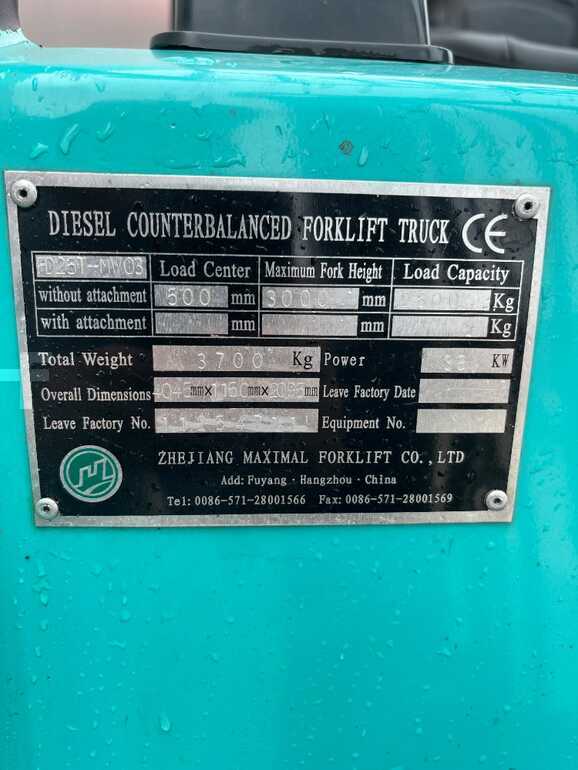 DIESEL COUNTERBALANCED FORKLIFT TRUCK CE
FD25T-MWO3 Load Center Maximum Fork Height Load Capacity
without attachment 500 mm 3000 mm Kg
with attachment mm mm Kg
Total Weight 3700 Kg Power KW
Overall Dimensions mm× mm× mm Leave Factory Date
Leave Factory No. Equipment No.
ZHEJIANG MAXIMAL FORKLIFT CO.,LTD
Add: Fuyang · Hangzhou · China
Tel: 0086-571-28001566 Fax: 0086-571-28001569